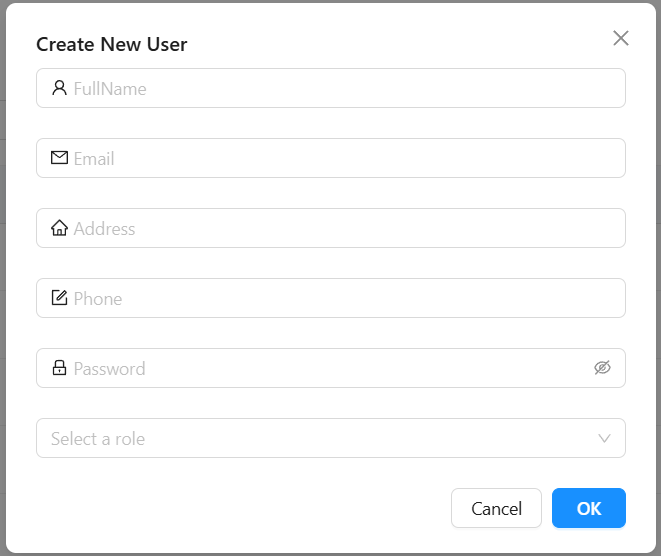 Create New User
FullName
Email
Address
Phone
Password
Select a role
Cancel OK